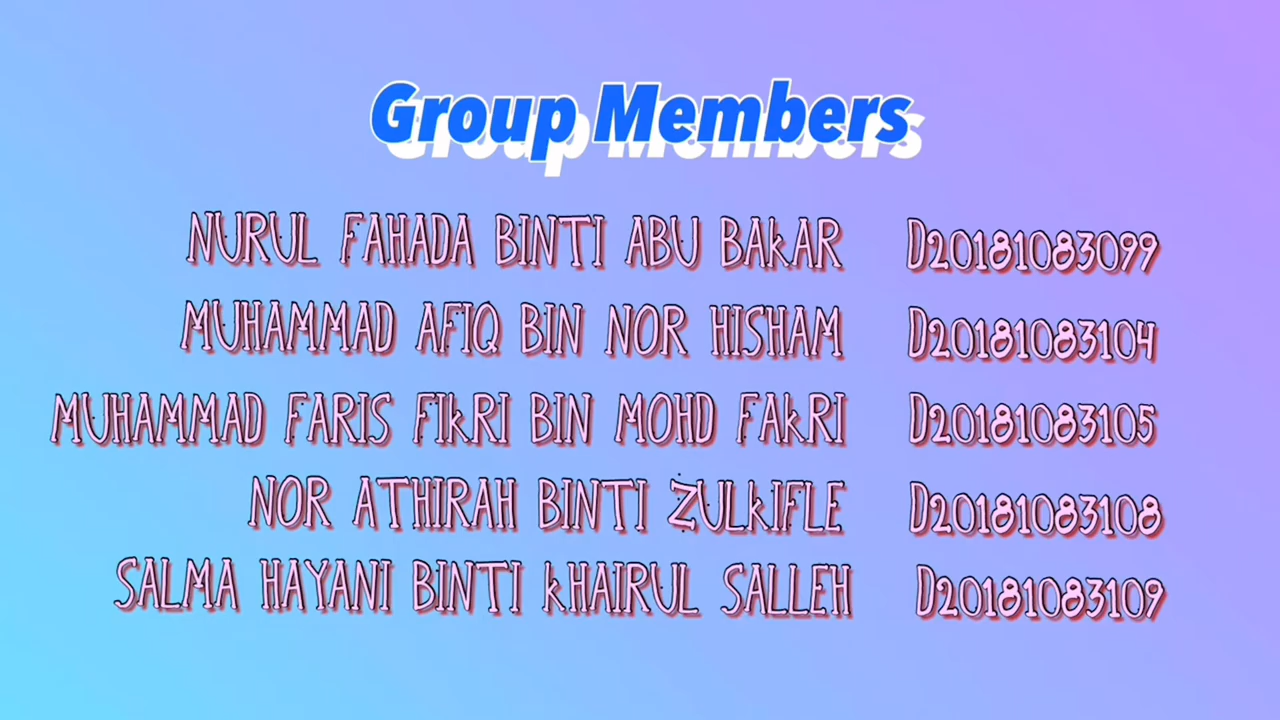 Group Members
NURUL FAHADA BINTI ABU BAKAR D20181083099
MUHAMMAD AFIQ BIN NOR HISHAM D20181083104
MUHAMMAD FARIS FIKRI BIN MOHD FAKRI D20181083105
NOR ATHIRAH BINTI ZULKIFLE D20181083108
SALMA HAYANI BINTI KHAIRUL SALLEH D20181083109